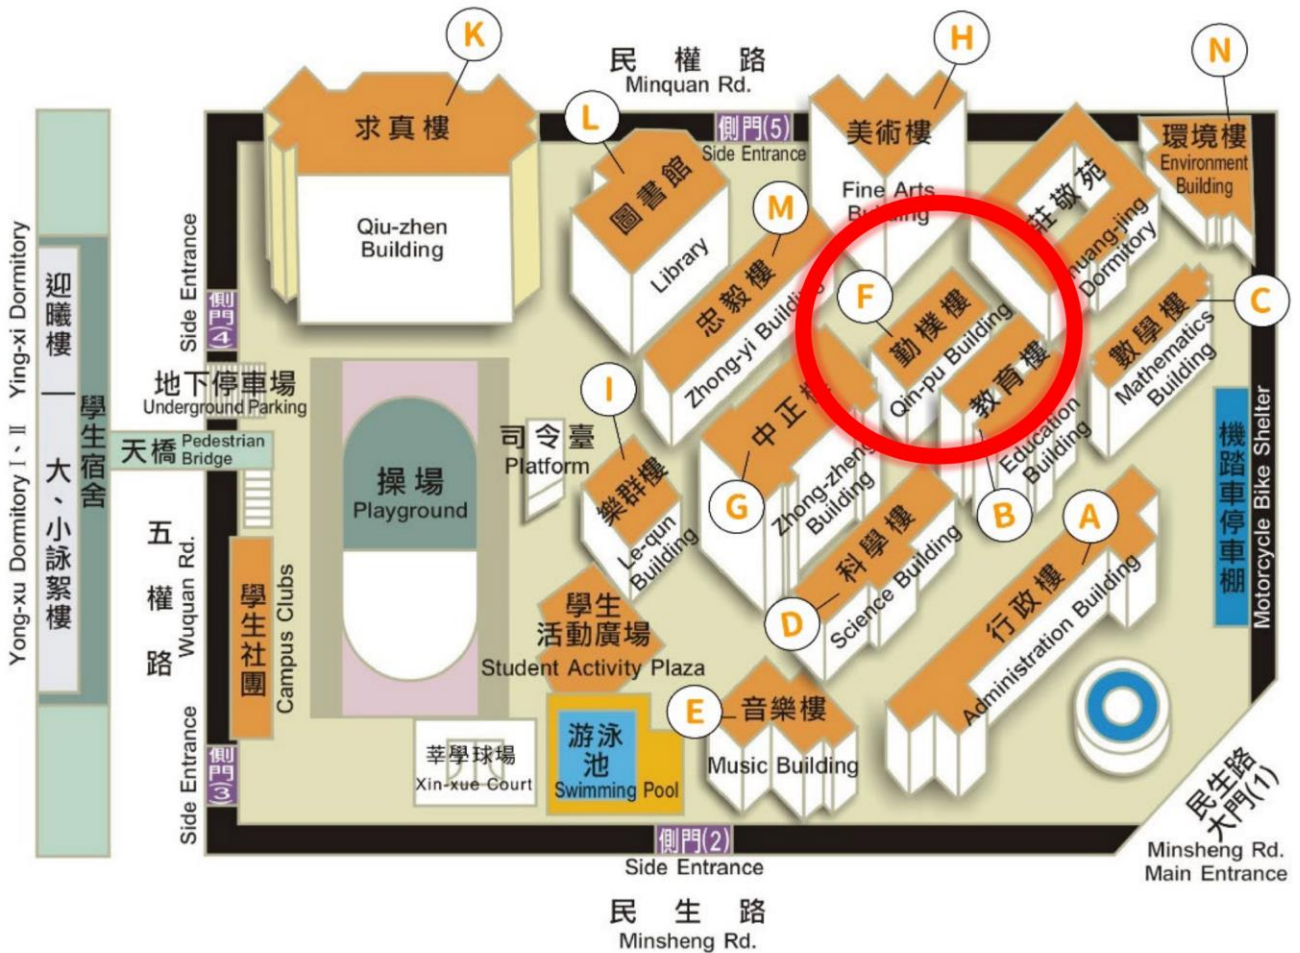 K
H
N
民權路
Minquan Rd.
求真樓
Qiu-zhen
Building
L
圖書館
Library
側門(5)
Side Entrance
美術樓
Fine Arts
Building
莊敬苑
Dormitory
環境樓
Environment
Building
M
忠毅樓
Zhong-yi Building
F
勤樸樓
Qin-pu Building
教育樓
Education
Building
B
C
數學樓
Mathematics
Building
Side Entrance
側門(4)
地下停車場
Underground Parking
天橋
Pedestrian
Bridge
Ying-xi Dormitory
Yong-xu Dormitory I、II
迎曦樓
大、小詠絮樓
學生宿舍
五權路
Wuquan Rd.
操場
Playground
司令臺
Platform
I
樂群樓
Le-qun
Building
G
中正樓
Zhong-zheng
Building
D
科學樓
Science Building
A
行政樓
Administration Building
機踏車停車棚
Motorcycle Bike Shelter
學生社團
Campus Clubs
學生
活動廣場
Student Activity Plaza
Side Entrance
側門(3)
莘學球場
Xin-xue Court
游泳
池
Swimming Pool
E
音樂樓
Music Building
側門(2)
Side Entrance
民生路
Minsheng Rd.
民生路
大門(1)
Minsheng Rd.
Main Entrance